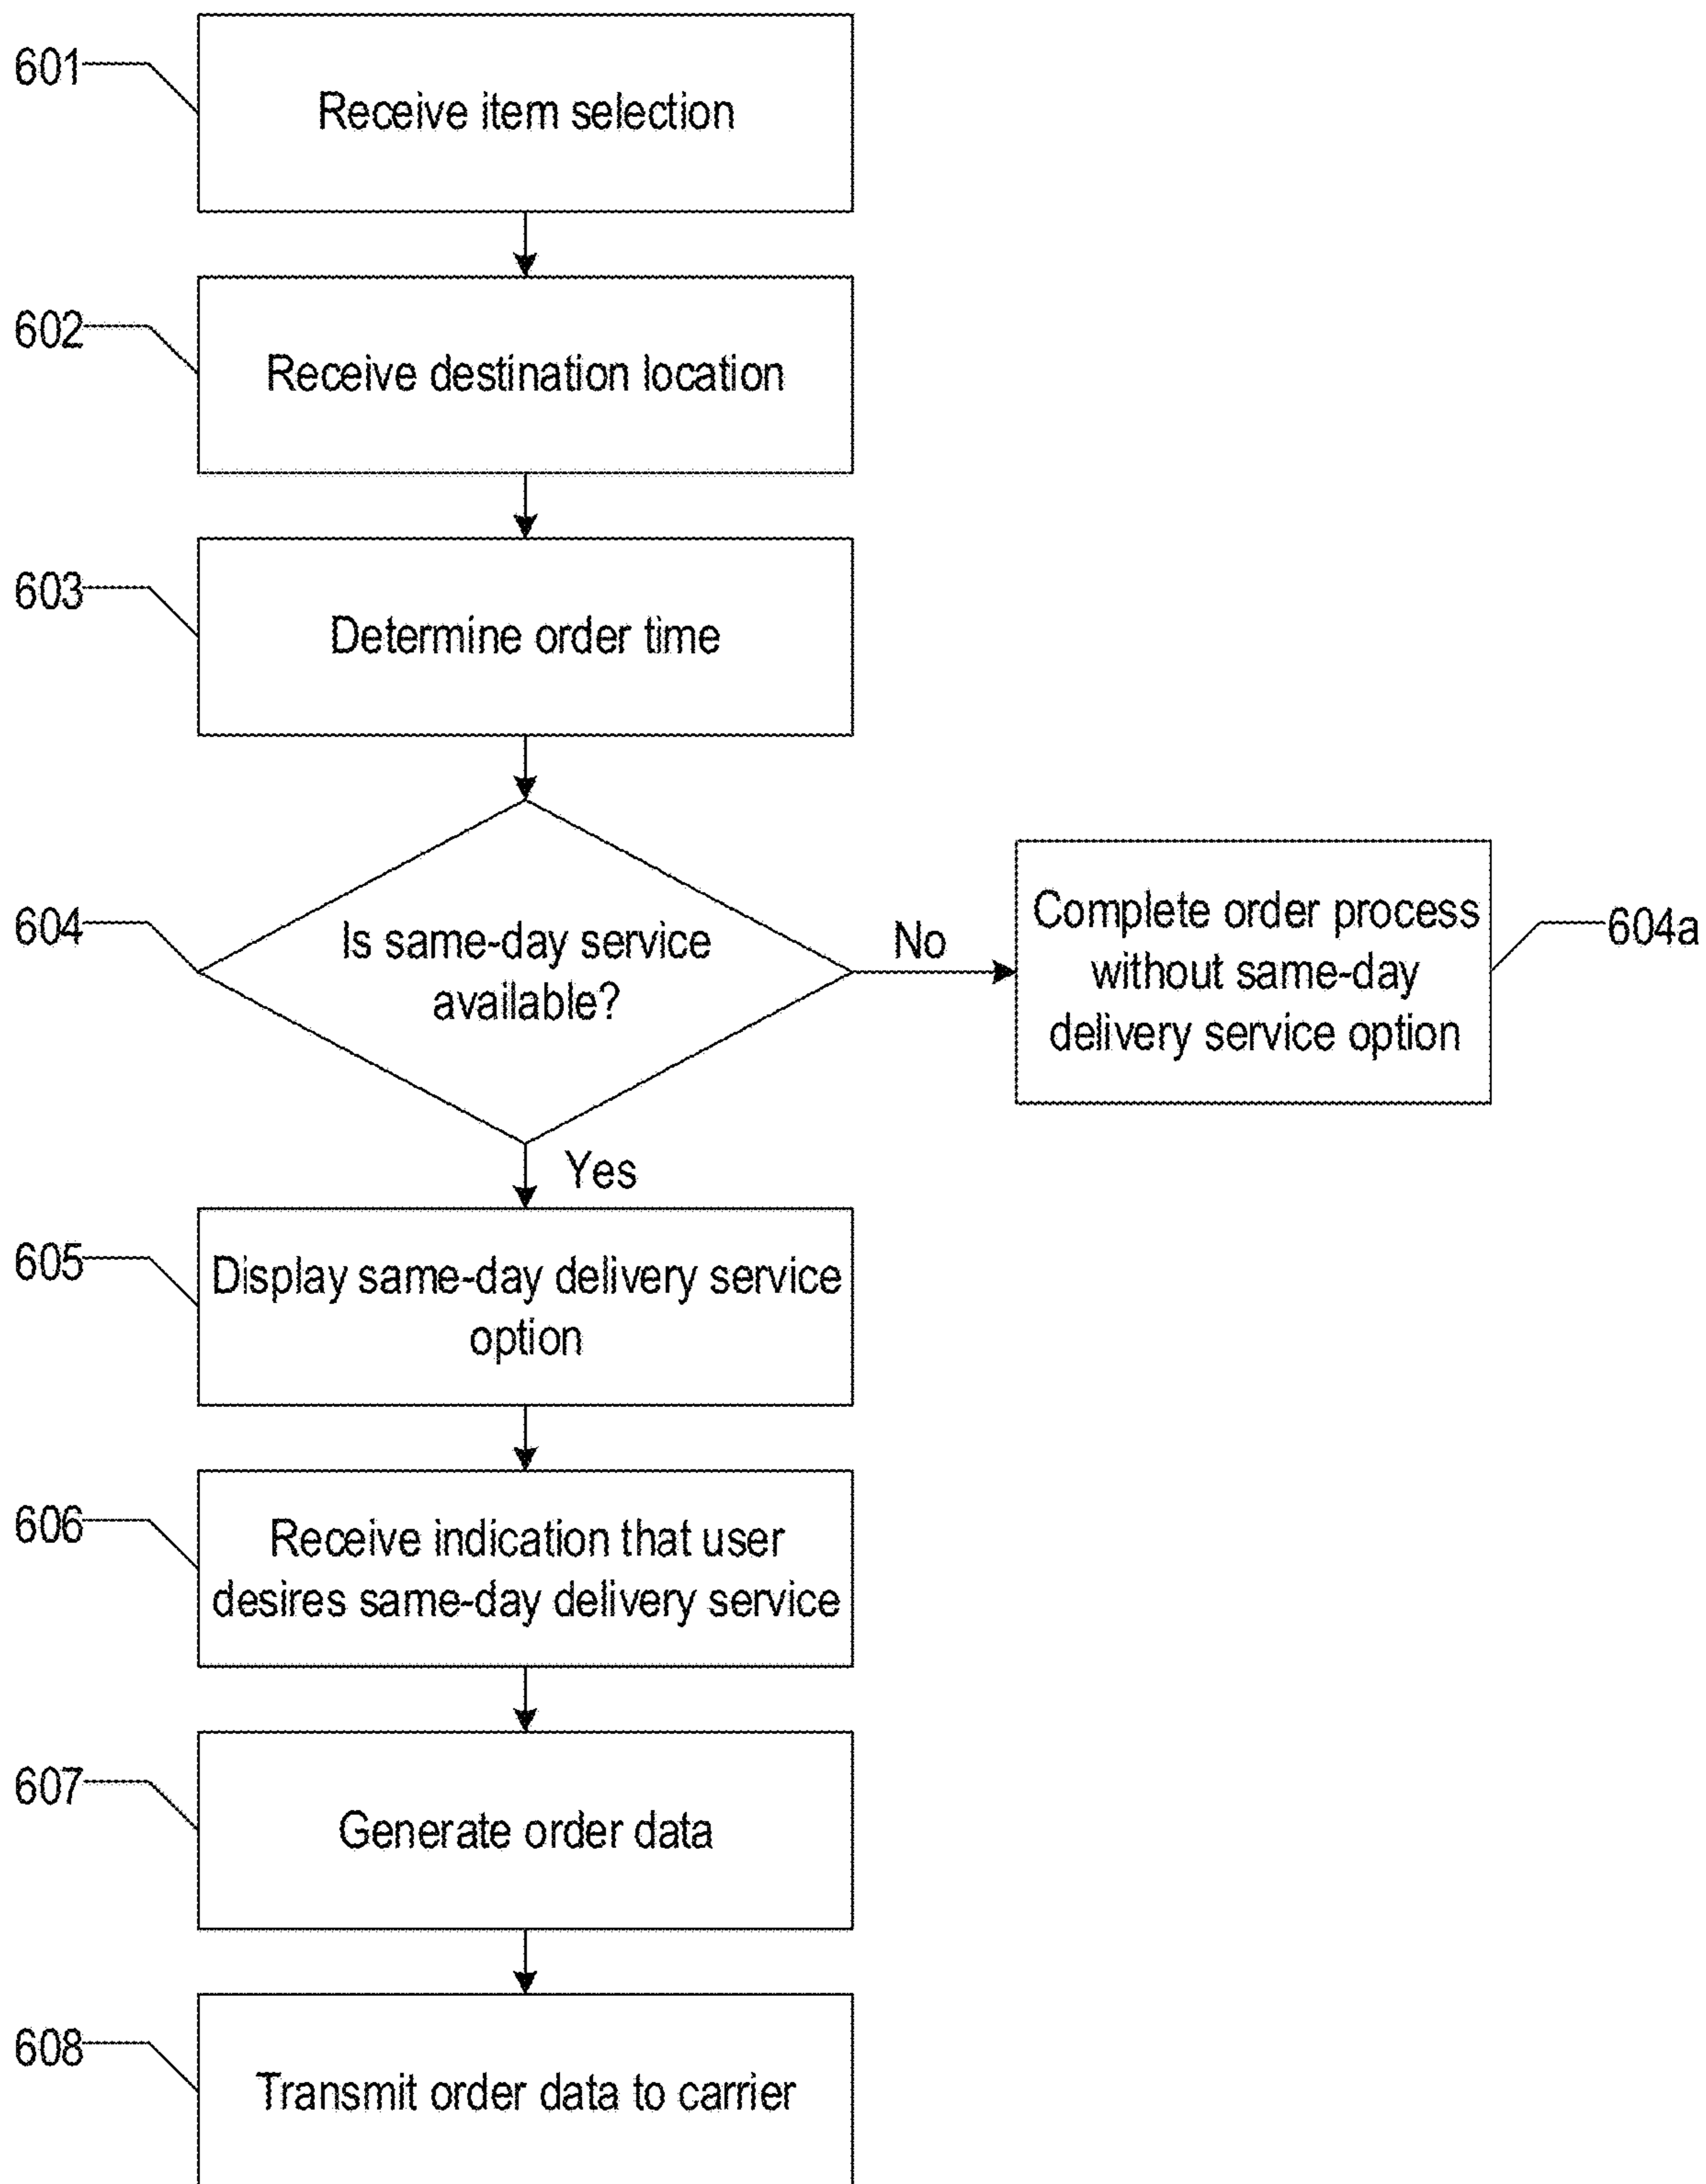 601
Receive item selection
602
Receive destination location
603
Determine order time
604
Is same-day service
available?
No
Complete order process
without same-day
delivery service option
604a
Yes
605
Display same-day delivery service
option
606
Receive indication that user
desires same-day delivery service
607
Generate order data
608
Transmit order data to carrier